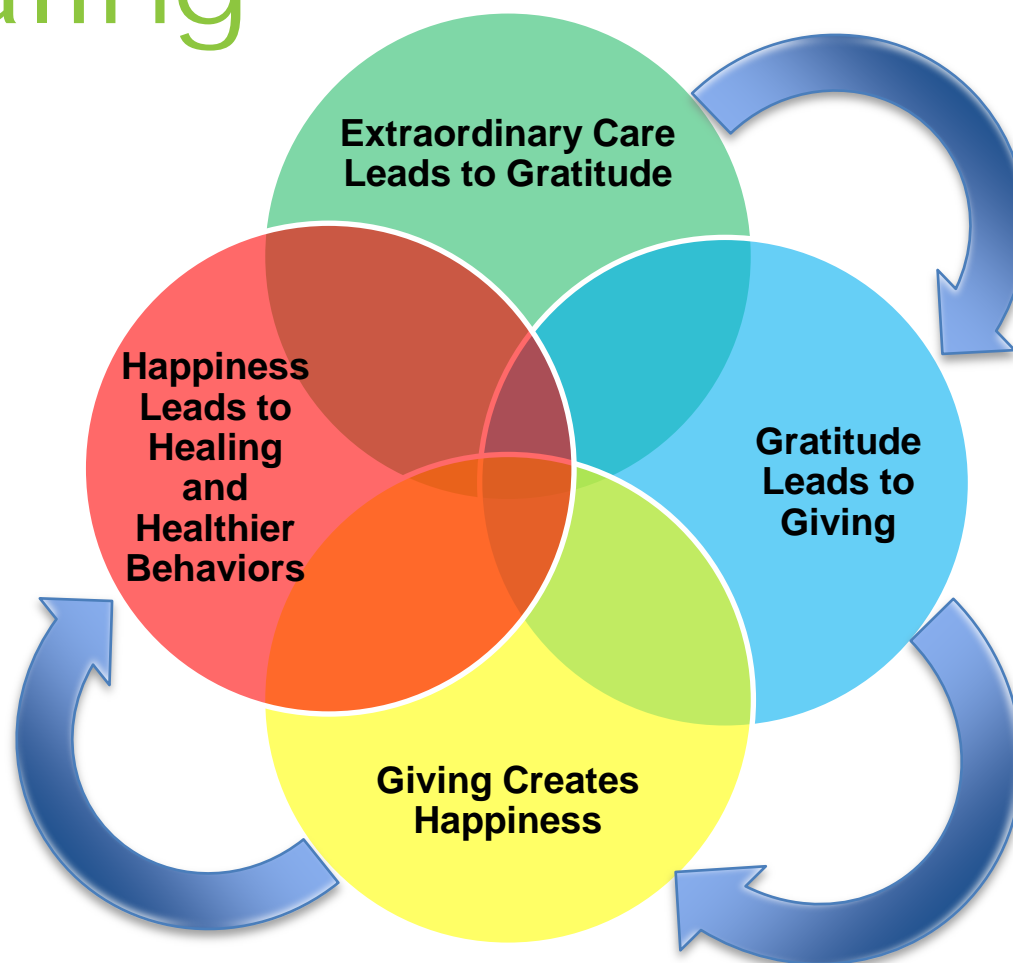 Extraordinary Care
Leads to Gratitude
Gratitude
Leads to
Giving
Giving Creates
Happiness
Happiness
Leads to
Healing
and
Healthier
Behaviors